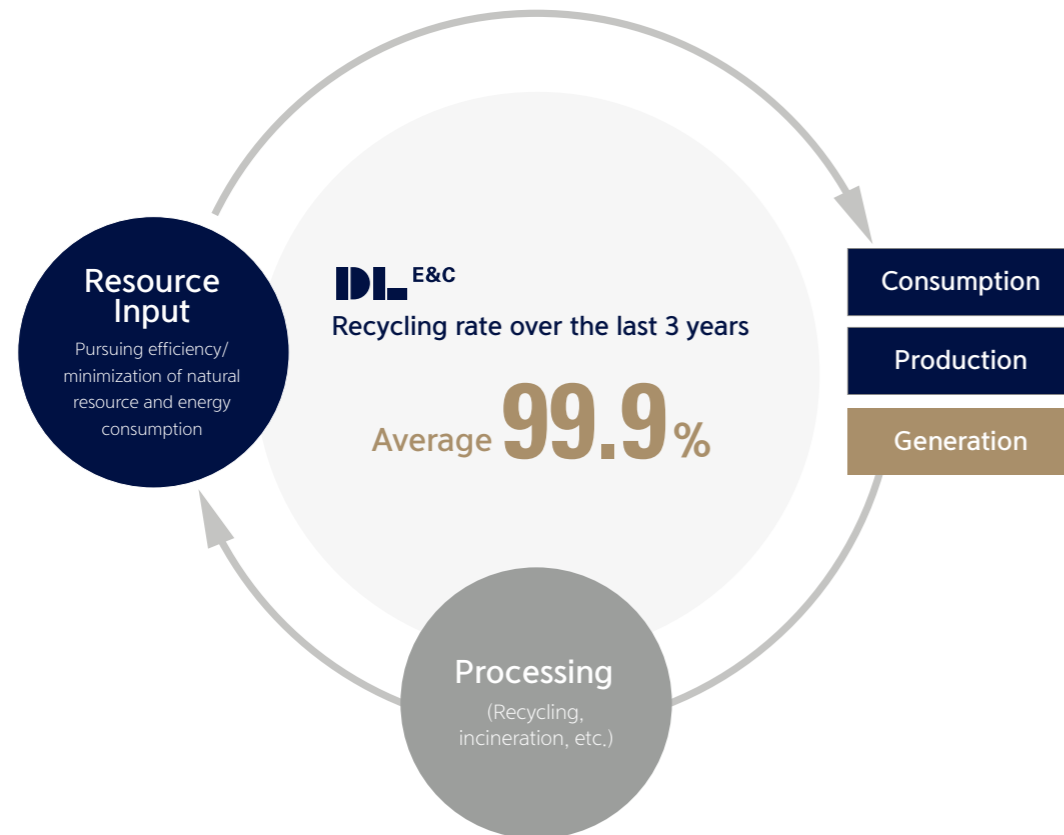 Resource
Input
Pursuing efficiency/
minimization of natural
resource and energy
consumption
DL E&C
Recycling rate over the last 3 years
Average 99.9%
Consumption
Production
Generation
Processing
(Recycling,
incineration, etc.)